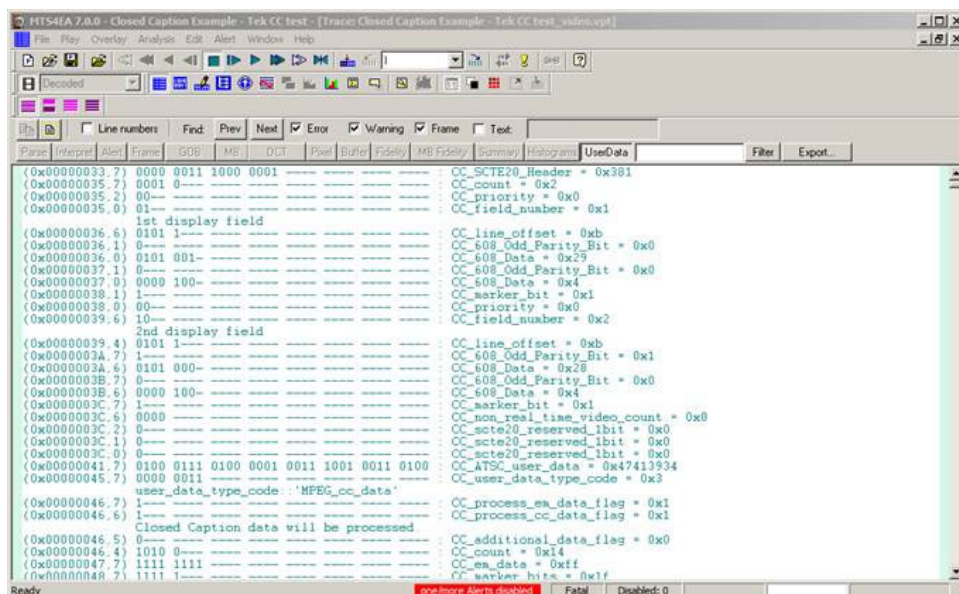 MTS4EA 7.0.0 - Closed Caption Example - Tek CC test - [Trace: Closed Caption Example - Tek CC test_video.vpt]
File Play Overlay Analysis Edit Alert Window Help
Decoded
Line numbers Find: Prev Next Error Warning Frame Text:
Parse Interpret Alert Frame GOB MB DCT Pixel Buffer Fidelity MB Fidelity Summary Histograms UserData Filter Export...
(0x00000033.7) 0000 0011 1000 0001 ---- ---- ---- ---- : CC_SCTE20_Header = 0x381
(0x00000035.7) 0001 0--- ---- ---- ---- ---- ---- ---- : CC_count = 0x2
(0x00000035.2) 00-- ---- ---- ---- ---- ---- ---- ---- : CC_priority = 0x0
(0x00000035.0) 01-- ---- ---- ---- ---- ---- ---- ---- : CC_field_number = 0x1
1st display field
(0x00000036.6) 0101 1--- ---- ---- ---- ---- ---- ---- : CC_line_offset = 0xb
(0x00000036.1) 0--- ---- ---- ---- ---- ---- ---- ---- : CC_608_Odd_Parity_Bit = 0x0
(0x00000036.0) 0101 001- ---- ---- ---- ---- ---- ---- : CC_608_Data = 0x29
(0x00000037.1) 0--- ---- ---- ---- ---- ---- ---- ---- : CC_608_Odd_Parity_Bit = 0x0
(0x00000037.0) 0000 100- ---- ---- ---- ---- ---- ---- : CC_608_Data = 0x4
(0x00000038.1) 1--- ---- ---- ---- ---- ---- ---- ---- : CC_marker_bit = 0x1
(0x00000038.0) 00-- ---- ---- ---- ---- ---- ---- ---- : CC_priority = 0x0
(0x00000039.6) 10-- ---- ---- ---- ---- ---- ---- ---- : CC_field_number = 0x2
2nd display field
(0x00000039.4) 0101 1--- ---- ---- ---- ---- ---- ---- : CC_line_offset = 0xb
(0x0000003A.7) 1--- ---- ---- ---- ---- ---- ---- ---- : CC_608_Odd_Parity_Bit = 0x1
(0x0000003A.6) 0101 000- ---- ---- ---- ---- ---- ---- : CC_608_Data = 0x28
(0x0000003B.7) 0--- ---- ---- ---- ---- ---- ---- ---- : CC_608_Odd_Parity_Bit = 0x0
(0x0000003B.6) 0000 100- ---- ---- ---- ---- ---- ---- : CC_608_Data = 0x4
(0x0000003C.7) 1--- ---- ---- ---- ---- ---- ---- ---- : CC_marker_bit = 0x1
(0x0000003C.6) 0000 ---- ---- ---- ---- ---- ---- ---- : CC_non_real_time_video_count = 0x0
(0x0000003C.2) 0--- ---- ---- ---- ---- ---- ---- ---- : CC_scte20_reserved_1bit = 0x0
(0x0000003C.1) 0--- ---- ---- ---- ---- ---- ---- ---- : CC_scte20_reserved_1bit = 0x0
(0x0000003C.0) 0--- ---- ---- ---- ---- ---- ---- ---- : CC_scte20_reserved_1bit = 0x0
(0x00000041.7) 0100 0111 0100 0001 0011 1001 0011 0100 : CC_ATSC_user_data = 0x47413934
(0x00000045.7) 0000 0011 ---- ---- ---- ---- ---- ---- : CC_user_data_type_code = 0x3
user_data_type_code::'MPEG_cc_data'
(0x00000046.7) 1--- ---- ---- ---- ---- ---- ---- ---- : CC_process_em_data_flag = 0x1
(0x00000046.6) 1--- ---- ---- ---- ---- ---- ---- ---- : CC_process_cc_data_flag = 0x1
Closed Caption data will be processed.
(0x00000046.5) 0--- ---- ---- ---- ---- ---- ---- ---- : CC_additional_data_flag = 0x0
(0x00000046.4) 1010 0--- ---- ---- ---- ---- ---- ---- : CC_count = 0x14
(0x00000047.7) 1111 1111 ---- ---- ---- ---- ---- ---- : CC_em_data = 0xff
(0x00000048.7) 1111 1--- ---- ---- ---- ---- ---- ---- : CC_marker_bits = 0x1f
Ready one/more Alerts disabled Fatal Disabled: 0